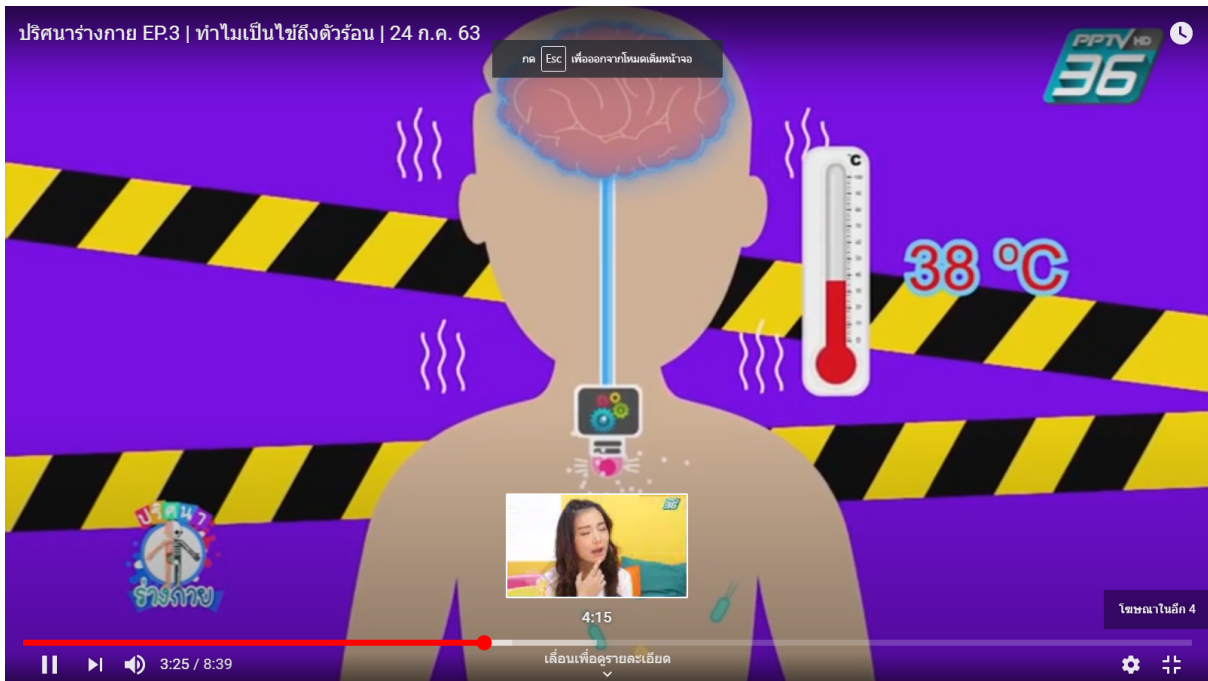 ปริศนาร่างกาย EP.3 | ทำไมเป็นไข้ถึงตัวร้อน | 24 ก.ค. 63
กด Esc เพื่อออกจากโหมดเต็มหน้าจอ
PPTV HD
36
°C
38 °C
ปริศนา
ร่างกาย
36
4:15
โฆษณาในอีก 4
3:25 / 8:39
เลื่อนเพื่อดูรายละเอียด